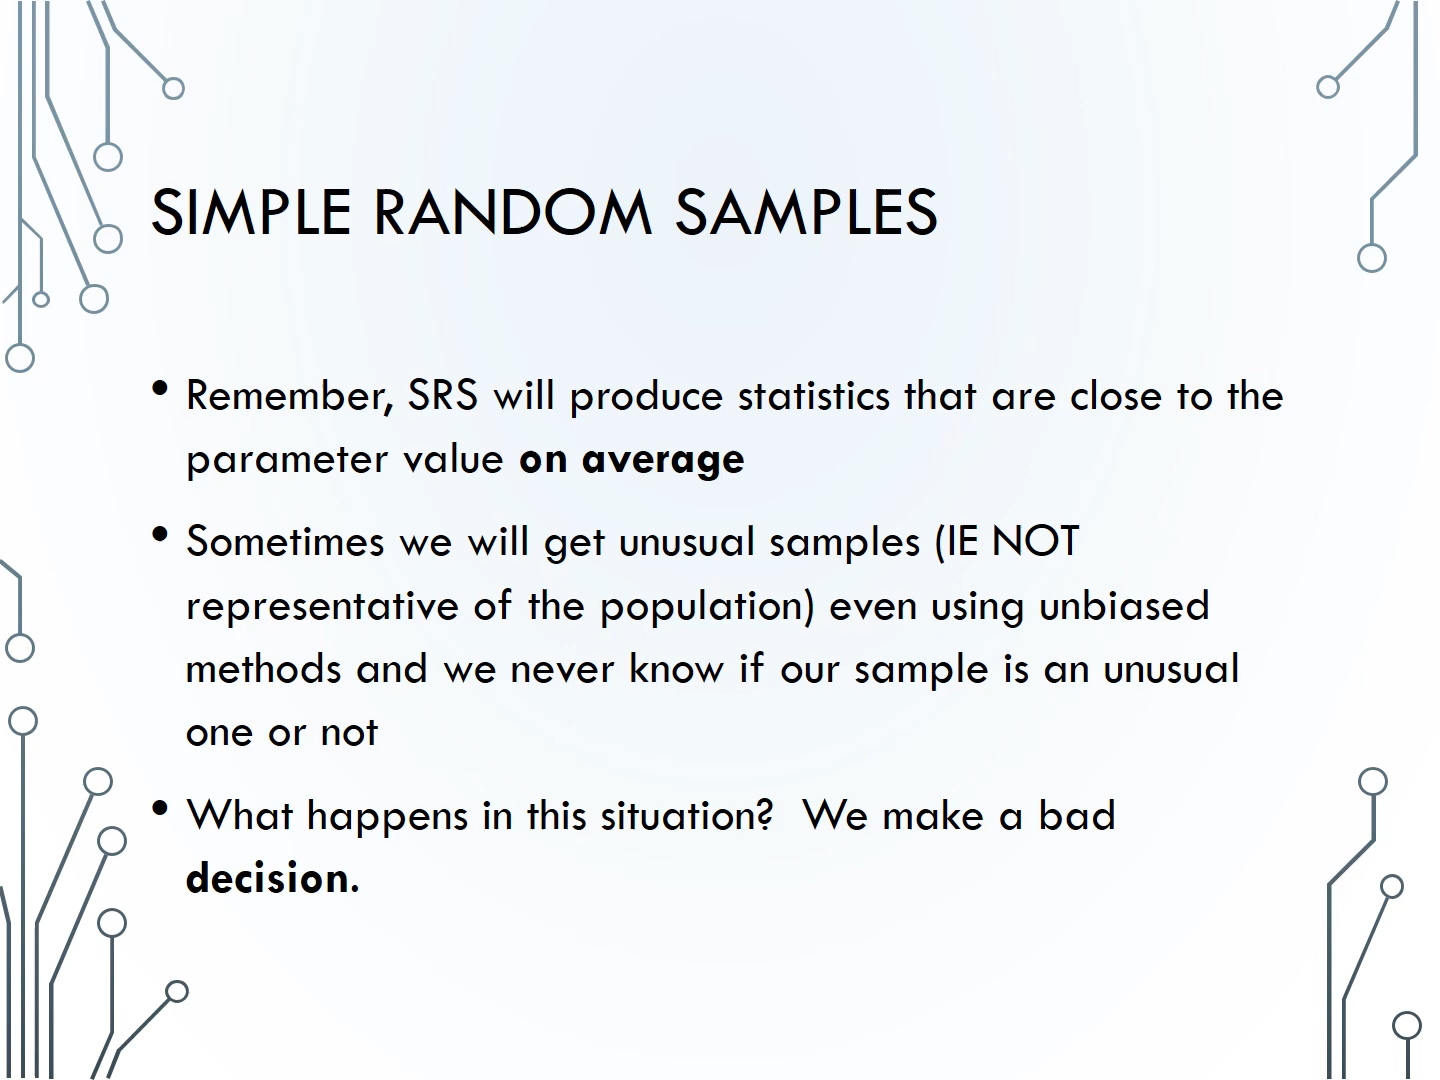 SIMPLE RANDOM SAMPLES
• Remember, SRS will produce statistics that are close to the
parameter value on average
• Sometimes we will get unusual samples (IE NOT
representative of the population) even using unbiased
methods and we never know if our sample is an unusual
one or not
• What happens in this situation?  We make a bad
decision.